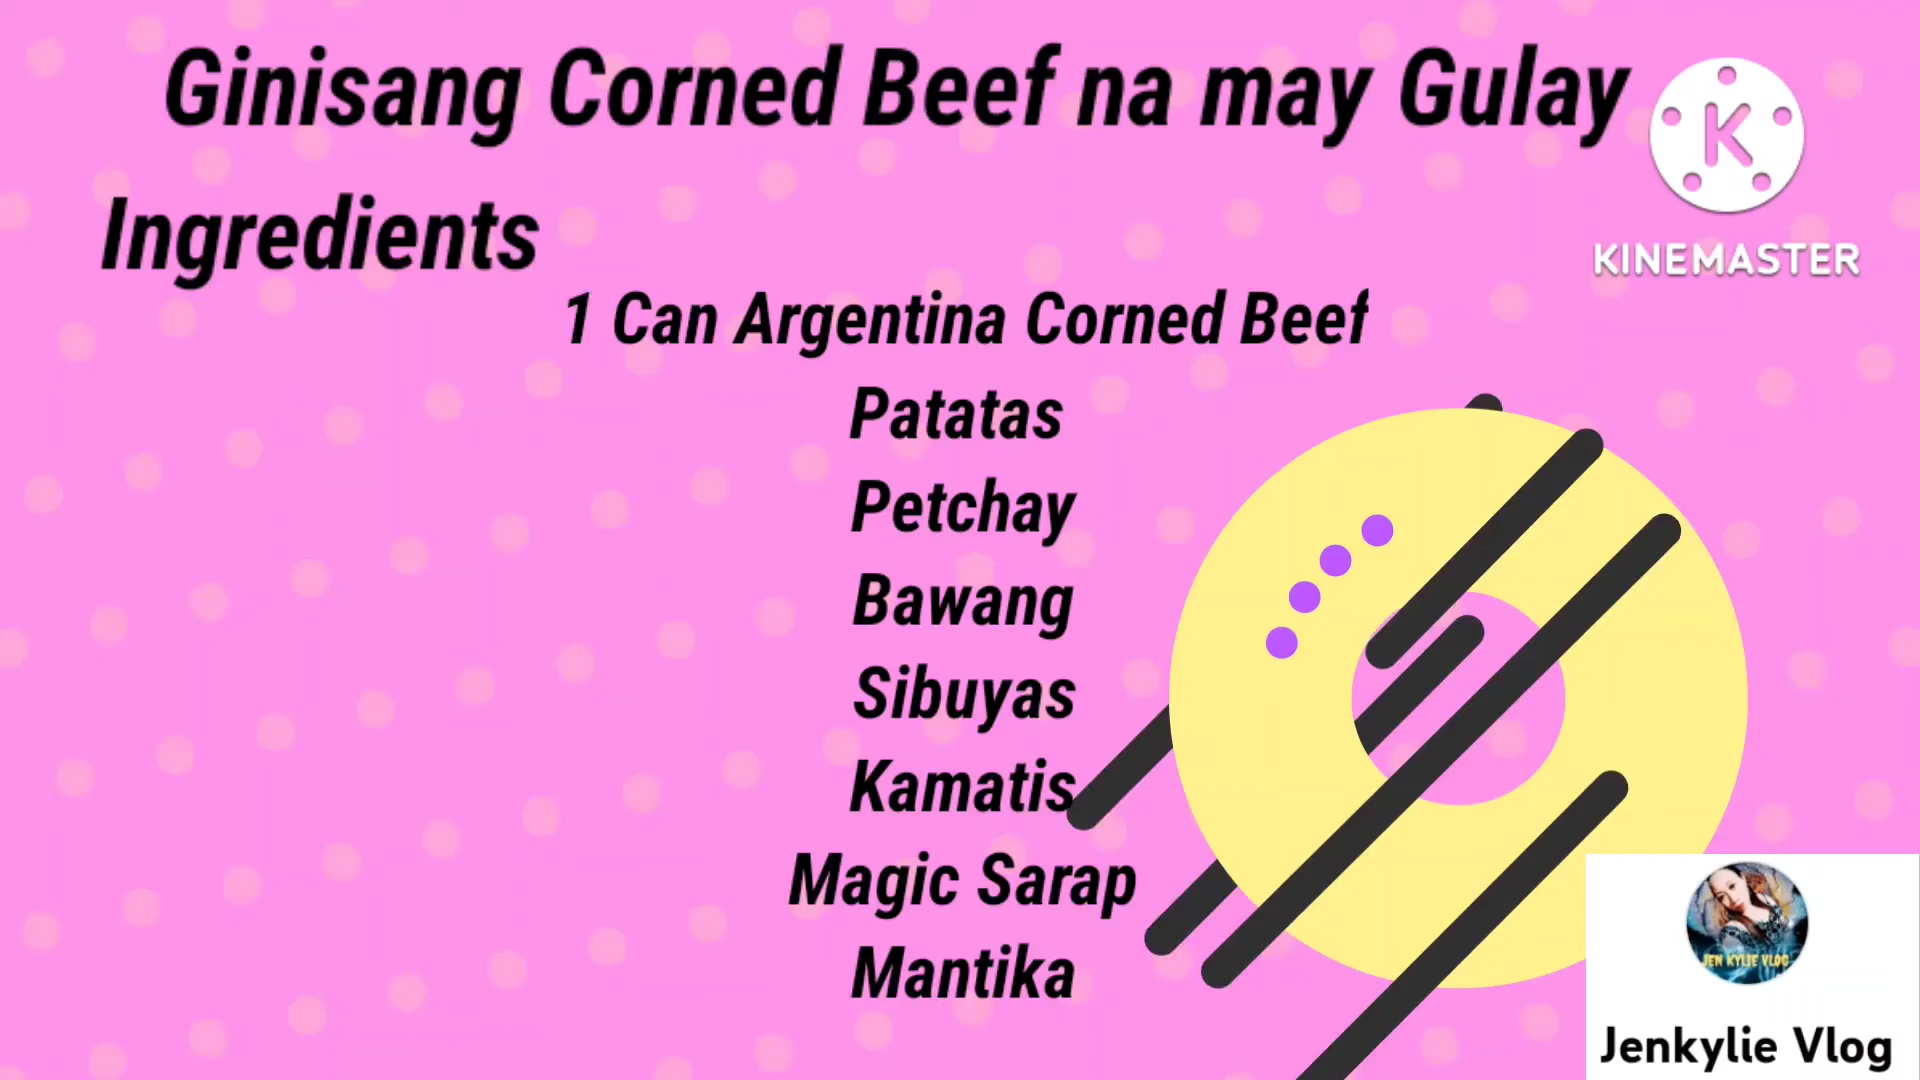 Ginisang Corned Beef na may Gulay
K
KINEMASTER
Ingredients
1 Can Argentina Corned Beef
Patatas
Petchay
Bawang
Sibuyas
Kamatis
Magic Sarap
Mantika
JEN KYLIE VLOG
Jenkylie Vlog